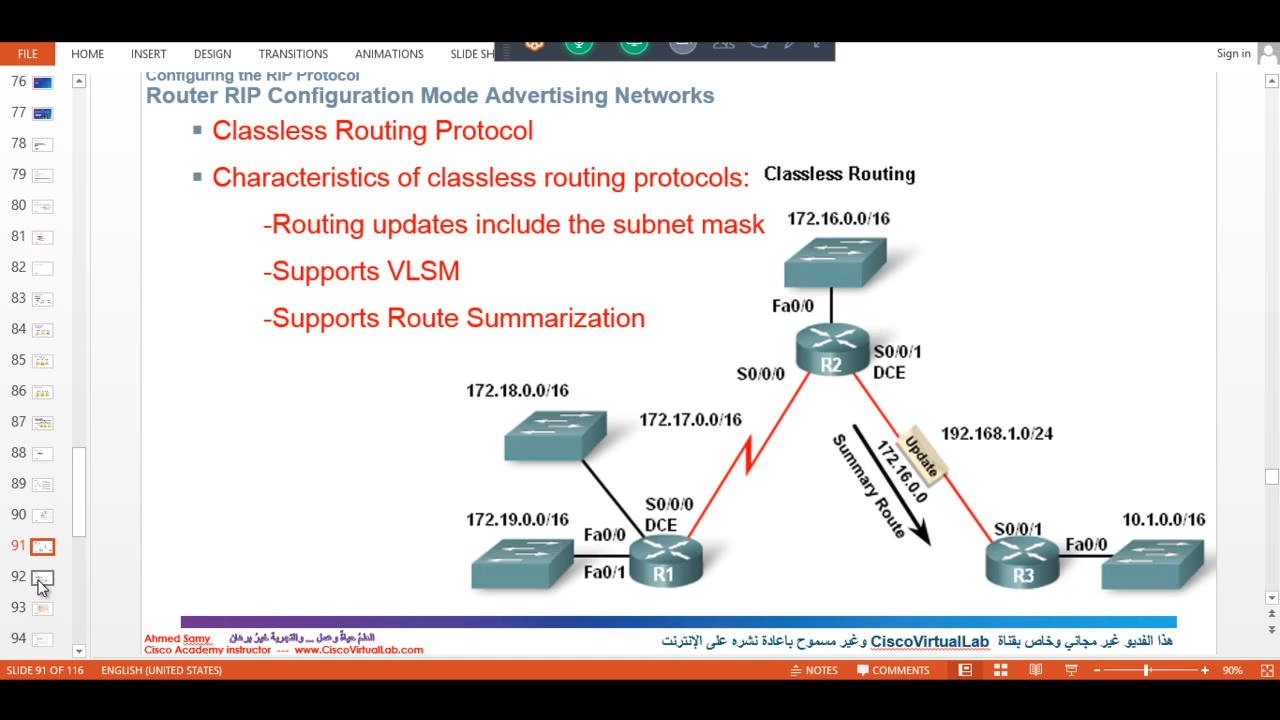 FILE
HOME
INSERT
DESIGN
TRANSITIONS
ANIMATIONS
SLIDE SH
Sign in
76
77
78
79
80
81
82
83
84
85
86
87
88
89
90
91
92
93
94
Configuring the RIP Protocol
Router RIP Configuration Mode Advertising Networks
▪ Classless Routing Protocol
▪ Characteristics of classless routing protocols:
-Routing updates include the subnet mask
-Supports VLSM
-Supports Route Summarization
Classless Routing
172.16.0.0/16
Fa0/0
R2
S0/0/1
DCE
S0/0/0
172.18.0.0/16
172.17.0.0/16
192.168.1.0/24
Update
172.16.0.0
Summary Route
S0/0/0
DCE
172.19.0.0/16
Fa0/0
Fa0/1
R1
S0/0/1
10.1.0.0/16
Fa0/0
R3
Ahmed Samy
العلمُ حياةٌ وعمل ... والتجربة خيرُ برهان
Cisco Academy instructor --- www.CiscoVirtualLab.com
هذا الفديو غير مجاني وخاص بقناة CiscoVirtualLab وغير مسموح باعادة نشره على الإنترنت
SLIDE 91 OF 116
ENGLISH (UNITED STATES)
NOTES
COMMENTS
90%